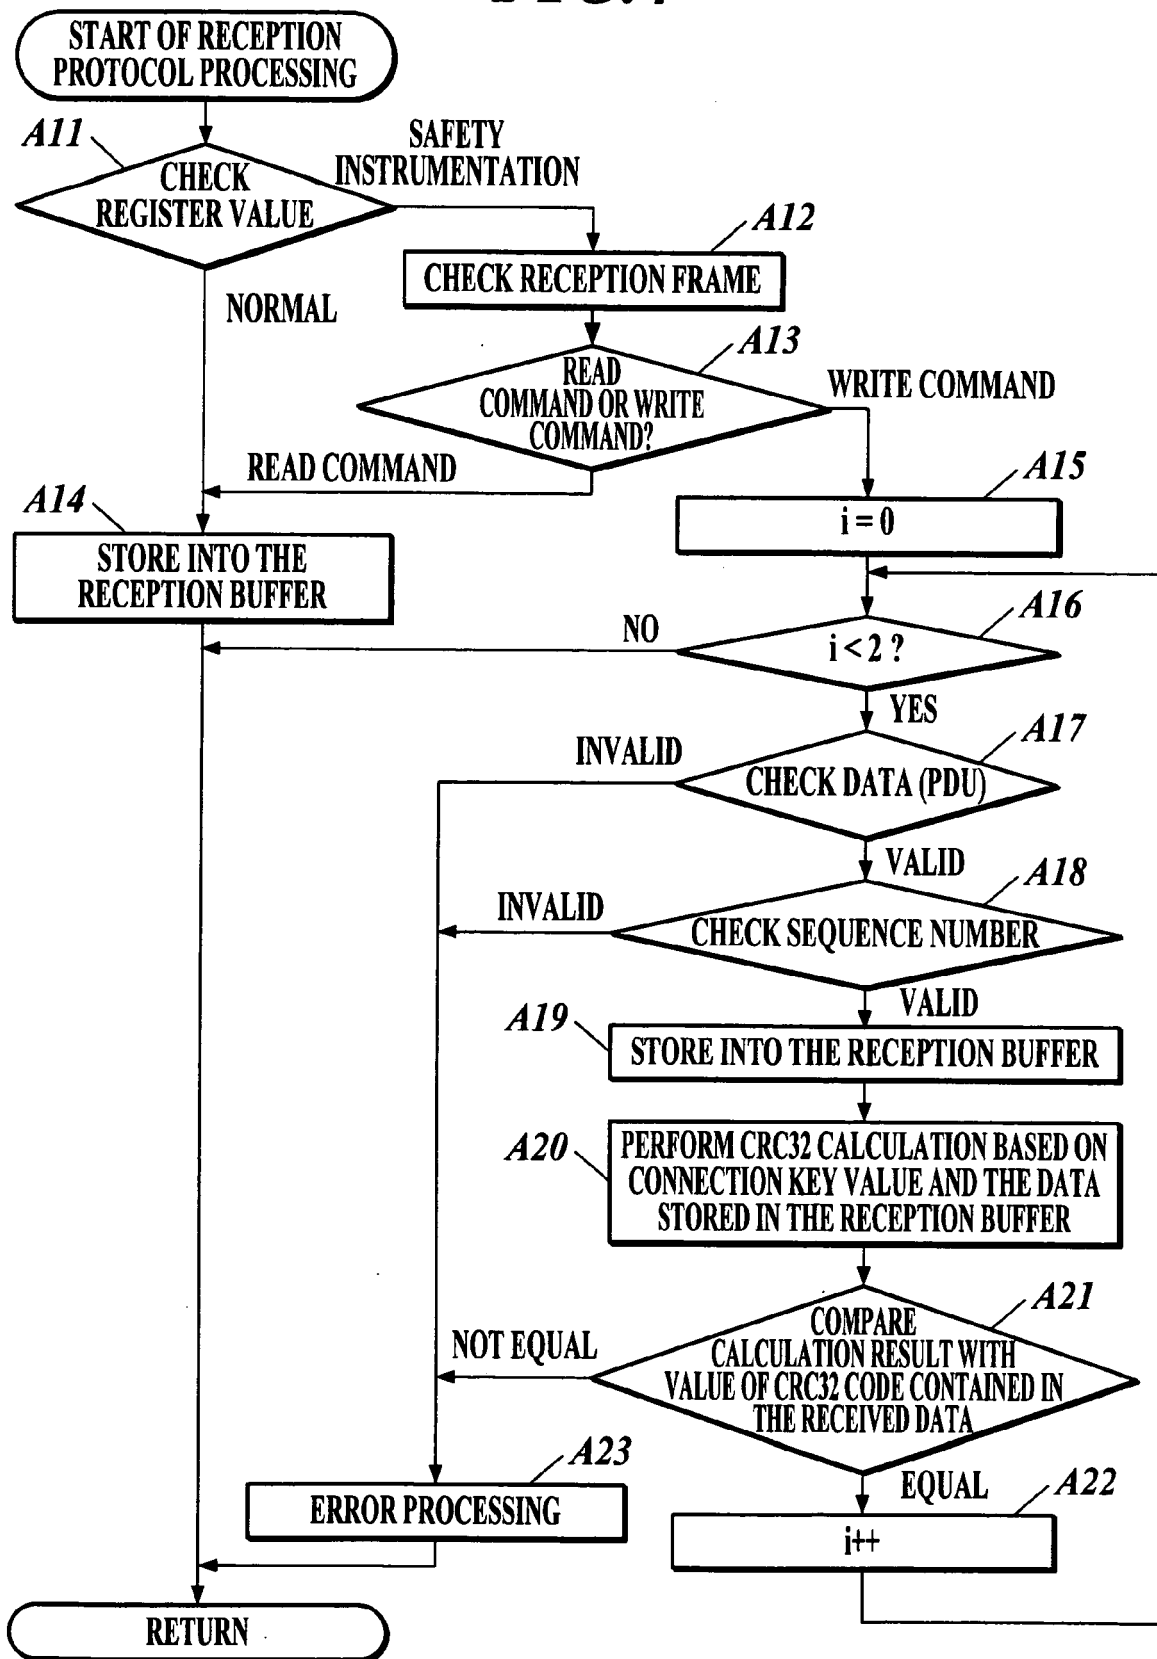 START OF RECEPTION
PROTOCOL PROCESSING
A11
SAFETY
INSTRUMENTATION
CHECK
REGISTER VALUE
A12
CHECK RECEPTION FRAME
NORMAL
A13
READ
COMMAND OR WRITE
COMMAND?
WRITE COMMAND
READ COMMAND
A14
STORE INTO THE
RECEPTION BUFFER
A15
i = 0
A16
NO
i < 2 ?
YES
A17
INVALID
CHECK DATA (PDU)
VALID
A18
INVALID
CHECK SEQUENCE NUMBER
VALID
A19
STORE INTO THE RECEPTION BUFFER
A20
PERFORM CRC32 CALCULATION BASED ON
CONNECTION KEY VALUE AND THE DATA
STORED IN THE RECEPTION BUFFER
A21
NOT EQUAL
COMPARE
CALCULATION RESULT WITH
VALUE OF CRC32 CODE CONTAINED IN
THE RECEIVED DATA
A23
ERROR PROCESSING
EQUAL
A22
i++
RETURN